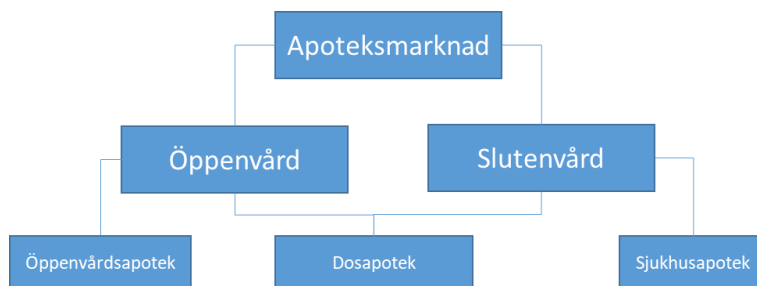 Apoteksmarknad
Öppenvård
Slutenvård
Öppenvårdsapotek
Dosapotek
Sjukhusapotek